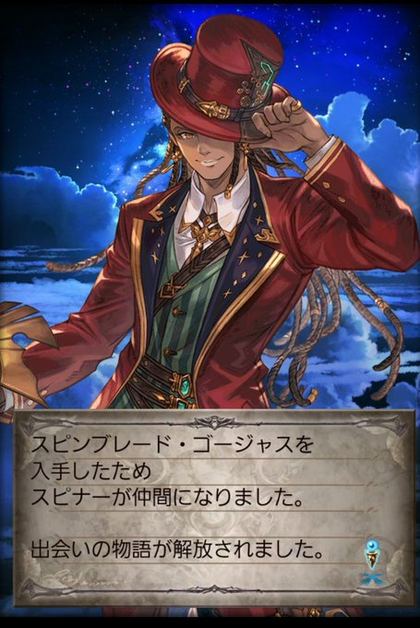 スピンブレード・ゴージャスを
入手したため
スピナーが仲間になりました。
出会いの物語が解放されました。